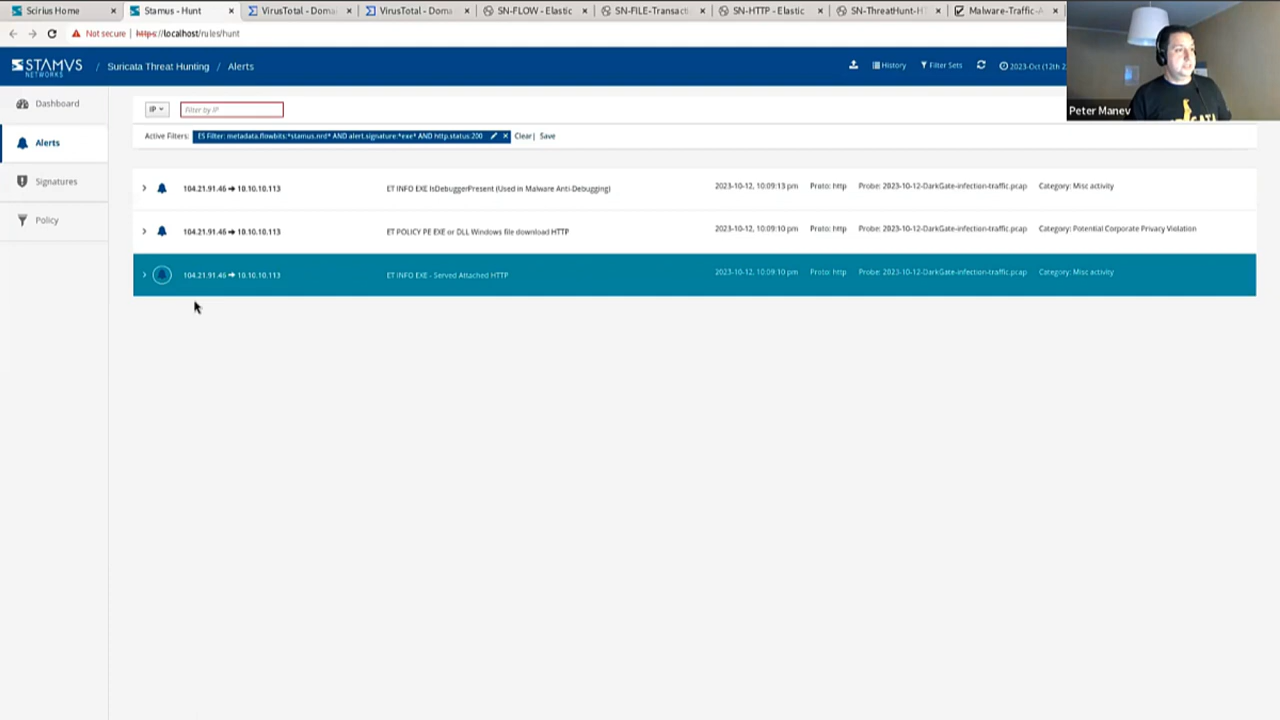 Scirius Home
Stamus - Hunt
VirusTotal - Doma
VirusTotal - Doma
SN-FLOW - Elastic
SN-FILE-Transacti
SN-HTTP - Elastic
SN-ThreatHunt-H
Malware-Traffic-
Not secure | https://localhost/rules/hunt
STAMVS NETWORKS / Suricata Threat Hunting / Alerts
History
Filter Sets
2023-Oct (12th 2
Peter Manev
Dashboard
Alerts
Signatures
Policy
IP
Filter by IP
Active Filters: ES Filter: metadata.flowbits:*stamus.nrd* AND alert.signature:*exe* AND http.status:200 Clear | Save
104.21.91.46 → 10.10.10.113 ET INFO EXE IsDebuggerPresent (Used in Malware Anti-Debugging) 2023-10-12, 10:09:13 pm Proto: http Probe: 2023-10-12-DarkGate-infection-traffic.pcap Category: Misc activity
104.21.91.46 → 10.10.10.113 ET POLICY PE EXE or DLL Windows file download HTTP 2023-10-12, 10:09:10 pm Proto: http Probe: 2023-10-12-DarkGate-infection-traffic.pcap Category: Potential Corporate Privacy Violation
104.21.91.46 → 10.10.10.113 ET INFO EXE - Served Attached HTTP 2023-10-12, 10:09:10 pm Proto: http Probe: 2023-10-12-DarkGate-infection-traffic.pcap Category: Misc activity